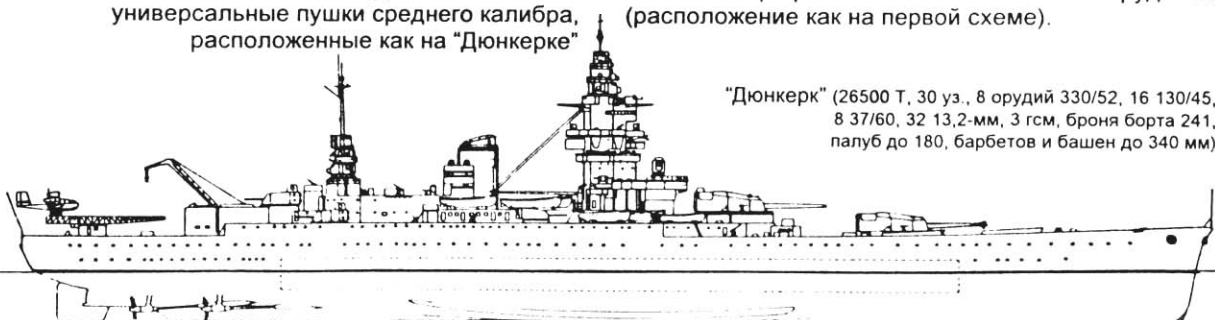 универсальные пушки среднего калибра,
расположенные как на "Дюнкерке"
(расположение как на первой схеме).
"Дюнкерк" (26500 Т, 30 уз., 8 орудий 330/52, 16 130/45,
8 37/60, 32 13,2-мм, 3 гсм, броня борта 241,
палуб до 180, барбетов и башен до 340 мм)